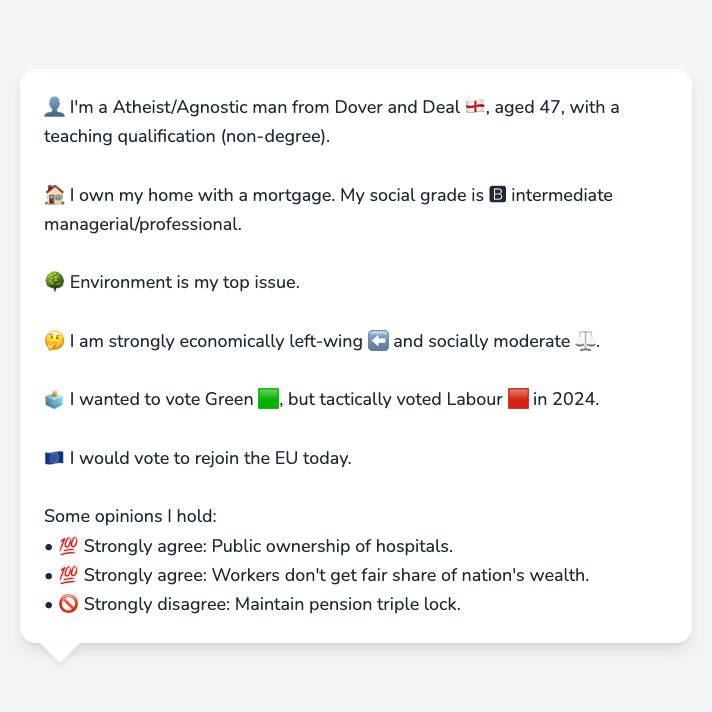 👤 I'm a Atheist/Agnostic man from Dover and Deal 🏴󠁧󠁢󠁥󠁮󠁧󠁿, aged 47, with a
teaching qualification (non-degree).
🏠 I own my home with a mortgage. My social grade is 🅱 intermediate
managerial/professional.
🌳 Environment is my top issue.
🤔 I am strongly economically left-wing ⬅️ and socially moderate ⚖️.
🗳️ I wanted to vote Green 🟩, but tactically voted Labour 🟥 in 2024.
🇪🇺 I would vote to rejoin the EU today.
Some opinions I hold:
• 💯 Strongly agree: Public ownership of hospitals.
• 💯 Strongly agree: Workers don't get fair share of nation's wealth.
• 🚫 Strongly disagree: Maintain pension triple lock.